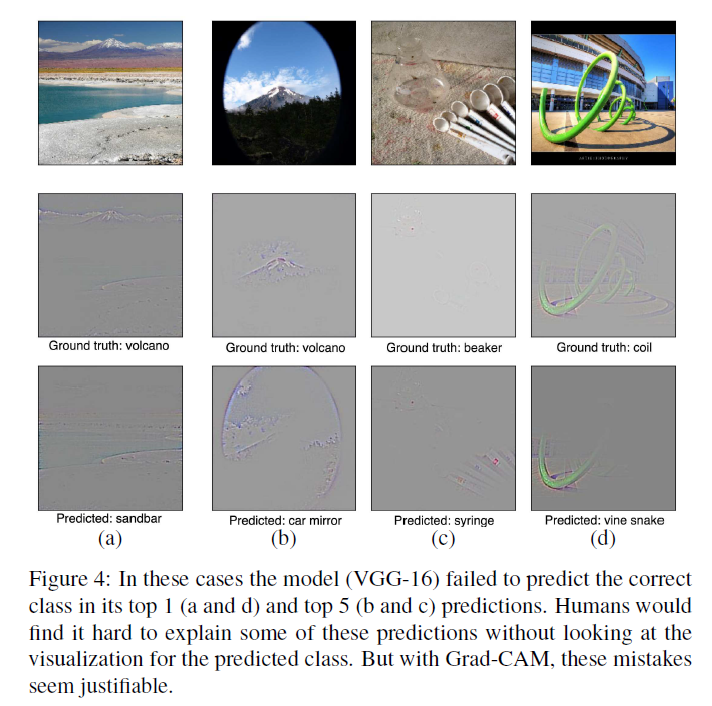 Ground truth: volcano
Ground truth: volcano
Ground truth: beaker
Ground truth: coil
Predicted: sandbar
Predicted: car mirror
Predicted: syringe
Predicted: vine snake
(a)
(b)
(c)
(d)
Figure 4: In these cases the model (VGG-16) failed to predict the correct
class in its top 1 (a and d) and top 5 (b and c) predictions. Humans would
find it hard to explain some of these predictions without looking at the
visualization for the predicted class. But with Grad-CAM, these mistakes
seem justifiable.